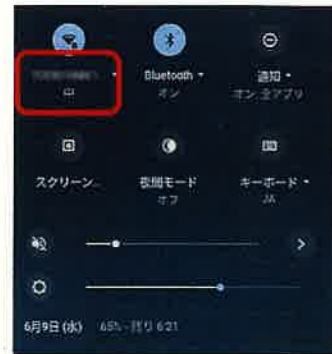 中
Bluetooth
オン
通知
オン、全アプリ
スクリーン...
夜間モード
オフ
キーボード
JA
6月9日 (水) 65% - 残り 6:21